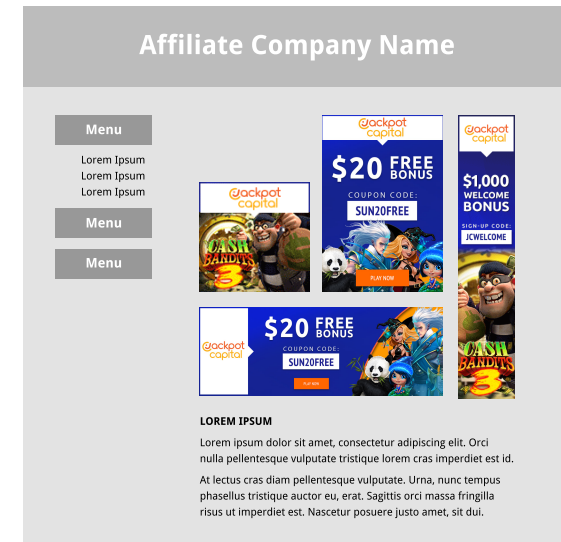 Affiliate Company Name
Menu
Lorem Ipsum
Lorem Ipsum
Lorem Ipsum
Menu
Menu
Jackpot
capital
CASH
BANDITS
3
Jackpot
capital
$20 FREE
BONUS
COUPON CODE:
SUN20FREE
PLAY NOW
Jackpot
capital
$1,000
WELCOME
BONUS
SIGN-UP CODE:
JCWELCOME
CASH
BANDITS
3
Jackpot
capital
$20 FREE
BONUS
COUPON CODE:
SUN20FREE
PLAY NOW
LOREM IPSUM
Lorem ipsum dolor sit amet, consectetur adipiscing elit. Orci
nulla pellentesque vulputate tristique lorem cras imperdiet est id.
At lectus cras diam pellentesque vulputate. Urna, nunc tempus
phasellus tristique auctor eu, erat. Sagittis orci massa fringilla
risus ut imperdiet est. Nascetur posuere justo amet, sit dui.